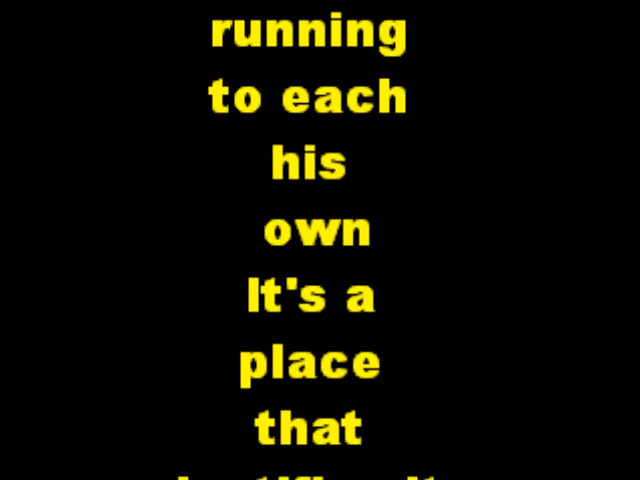 running
to each
his
own
It's a
place
that